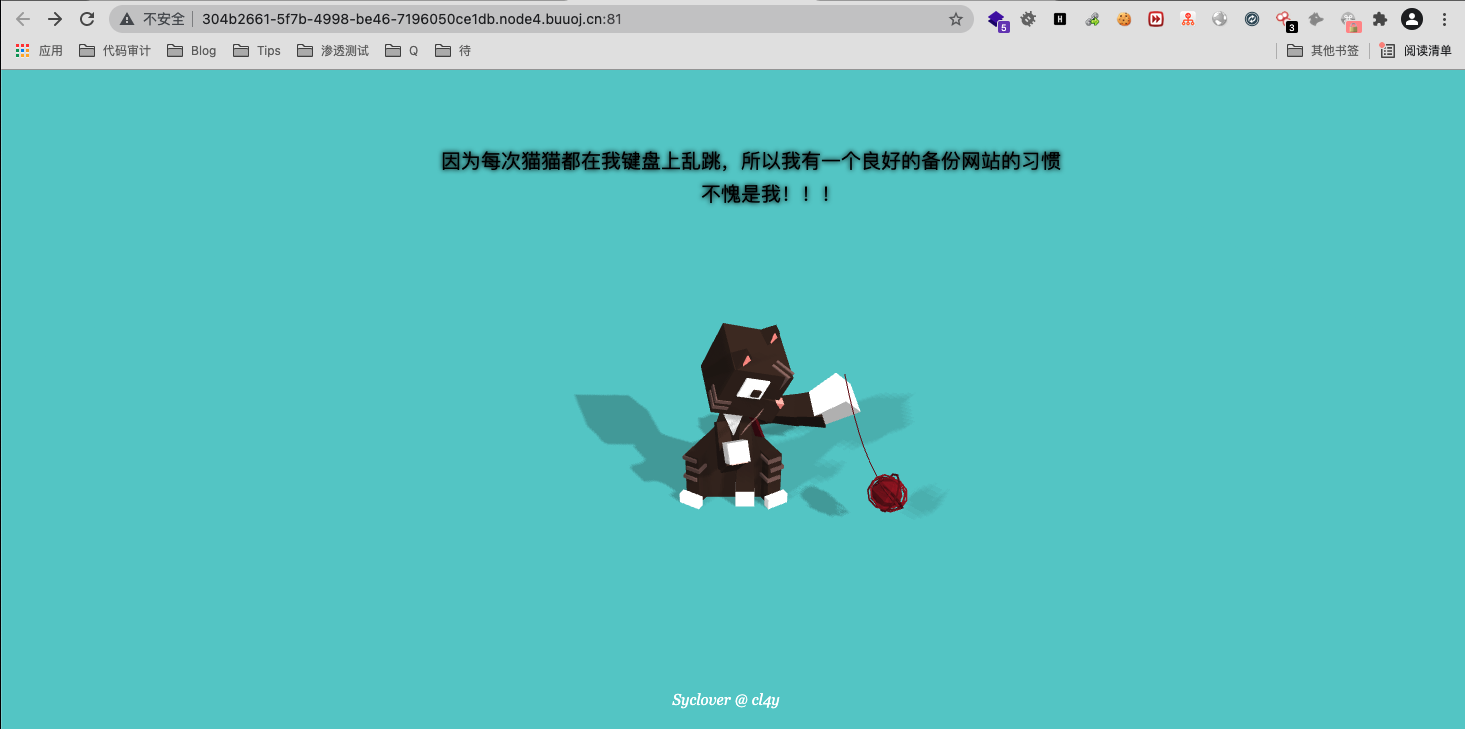 不安全 304b2661-5f7b-4998-be46-7196050ce1db.node4.buuoj.cn:81
5
H
3
应用 代码审计 Blog Tips 渗透测试 Q 待 其他书签 阅读清单
因为每次猫猫都在我键盘上乱跳，所以我有一个良好的备份网站的习惯
不愧是我！！！
Syclover @ cl4y